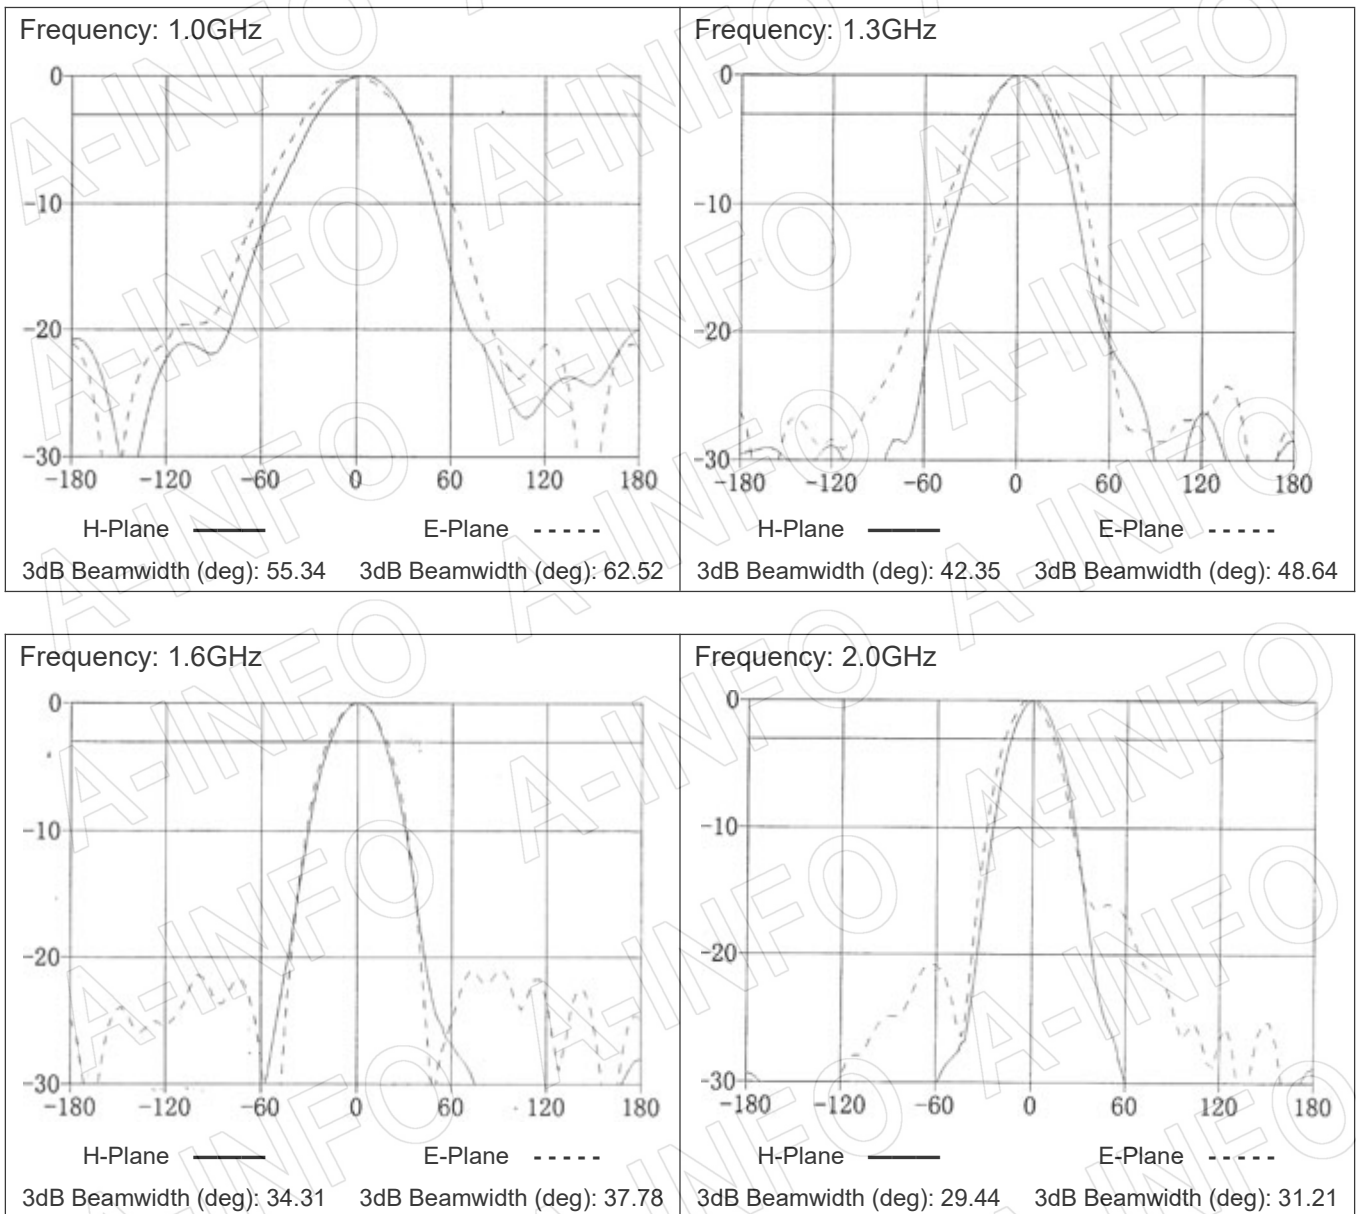 Frequency: 1.0GHz
0
-10
-20
-30
-180 -120 -60 0 60 120 180
H-Plane E-Plane
3dB Beamwidth (deg): 55.34 3dB Beamwidth (deg): 62.52
Frequency: 1.3GHz
0
-10
-20
-30
-180 -120 -60 0 60 120 180
H-Plane E-Plane
3dB Beamwidth (deg): 42.35 3dB Beamwidth (deg): 48.64
Frequency: 1.6GHz
0
-10
-20
-30
-180 -120 -60 0 60 120 180
H-Plane E-Plane
3dB Beamwidth (deg): 34.31 3dB Beamwidth (deg): 37.78
Frequency: 2.0GHz
0
-10
-20
-30
-180 -120 -60 0 60 120 180
H-Plane E-Plane
3dB Beamwidth (deg): 29.44 3dB Beamwidth (deg): 31.21
A-INFO